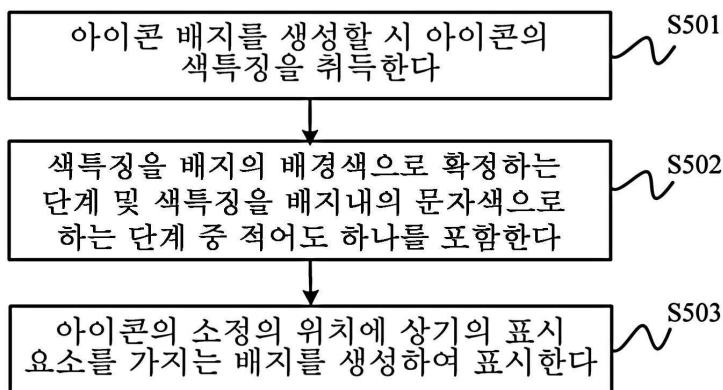 아이콘 배지를 생성할 시 아이콘의
색특징을 취득한다
S501
색특징을 배지의 배경색으로 확정하는
단계 및 색특징을 배지내의 문자색으로
하는 단계 중 적어도 하나를 포함한다
S502
아이콘의 소정의 위치에 상기의 표시
요소를 가지는 배지를 생성하여 표시한다
S503